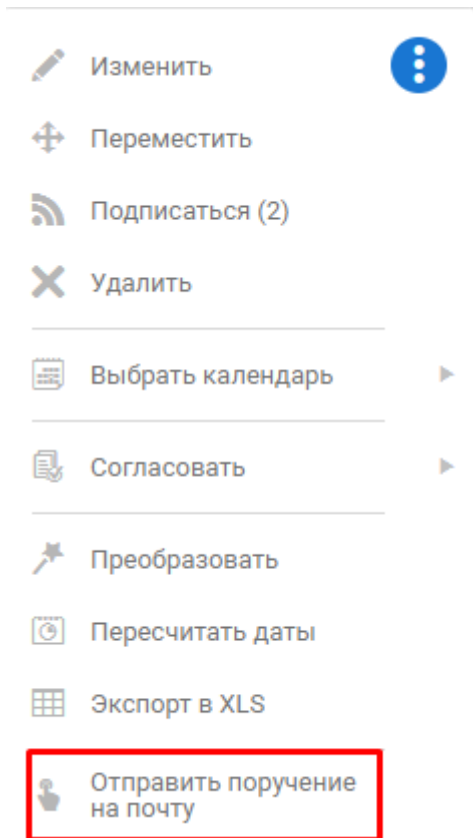 Изменить
Переместить
Подписаться (2)
Удалить
Выбрать календарь
Согласовать
Преобразовать
Пересчитать даты
Экспорт в XLS
Отправить поручение
на почту